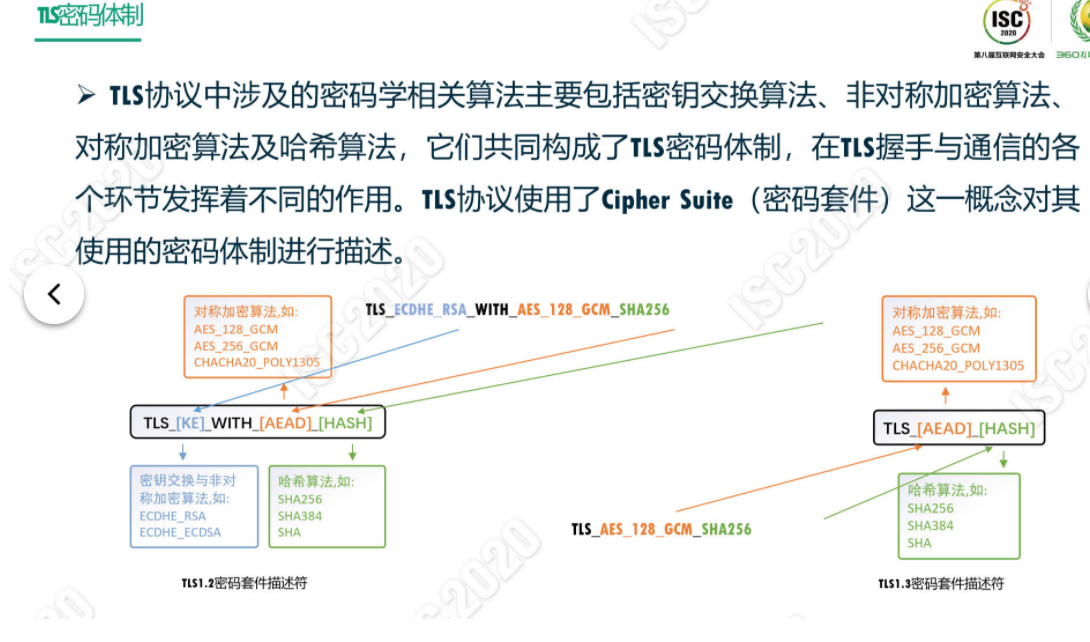 TLS密码体制
ISC
2020
第八届互联网安全大会
➢ TLS协议中涉及的密码学相关算法主要包括密钥交换算法、非对称加密算法、
对称加密算法及哈希算法，它们共同构成了TLS密码体制，在TLS握手与通信的各
个环节发挥着不同的作用。TLS协议使用了Cipher Suite（密码套件）这一概念对其
使用的密码体制进行描述。
对称加密算法,如:
AES_128_GCM
AES_256_GCM
CHACHA20_POLY1305
TLS_ECDHE_RSA_WITH_AES_128_GCM_SHA256
TLS_[KE]_WITH_[AEAD]_[HASH]
密钥交换与非对
称加密算法,如:
ECDHE_RSA
ECDHE_ECDSA
哈希算法,如:
SHA256
SHA384
SHA
TLS1.2密码套件描述符
对称加密算法,如:
AES_128_GCM
AES_256_GCM
CHACHA20_POLY1305
TLS_[AEAD]_[HASH]
TLS_AES_128_GCM_SHA256
哈希算法,如:
SHA256
SHA384
SHA
TLS1.3密码套件描述符
ISC2020
ISC2020
ISC2020